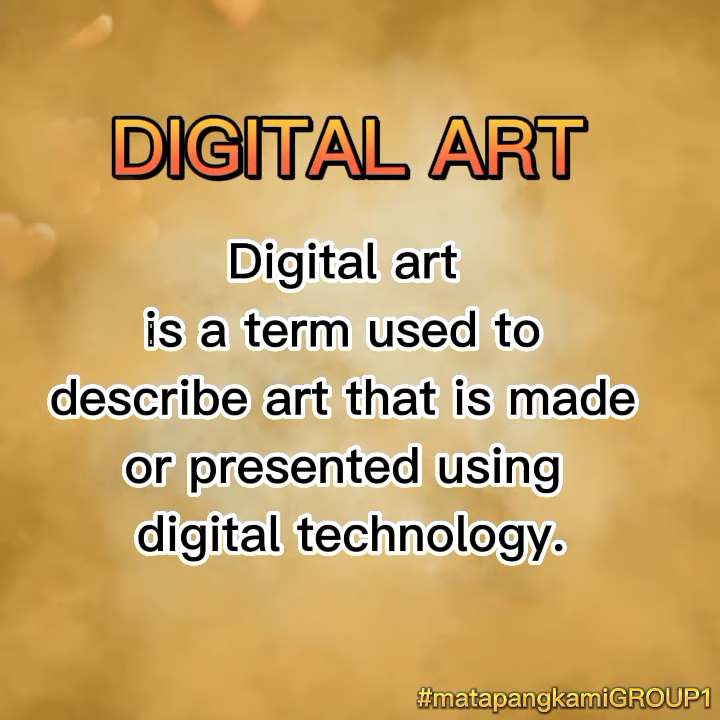 DIGITAL ART
Digital art
is a term used to
describe art that is made
or presented using
digital technology.
#matapangkamiGROUP1